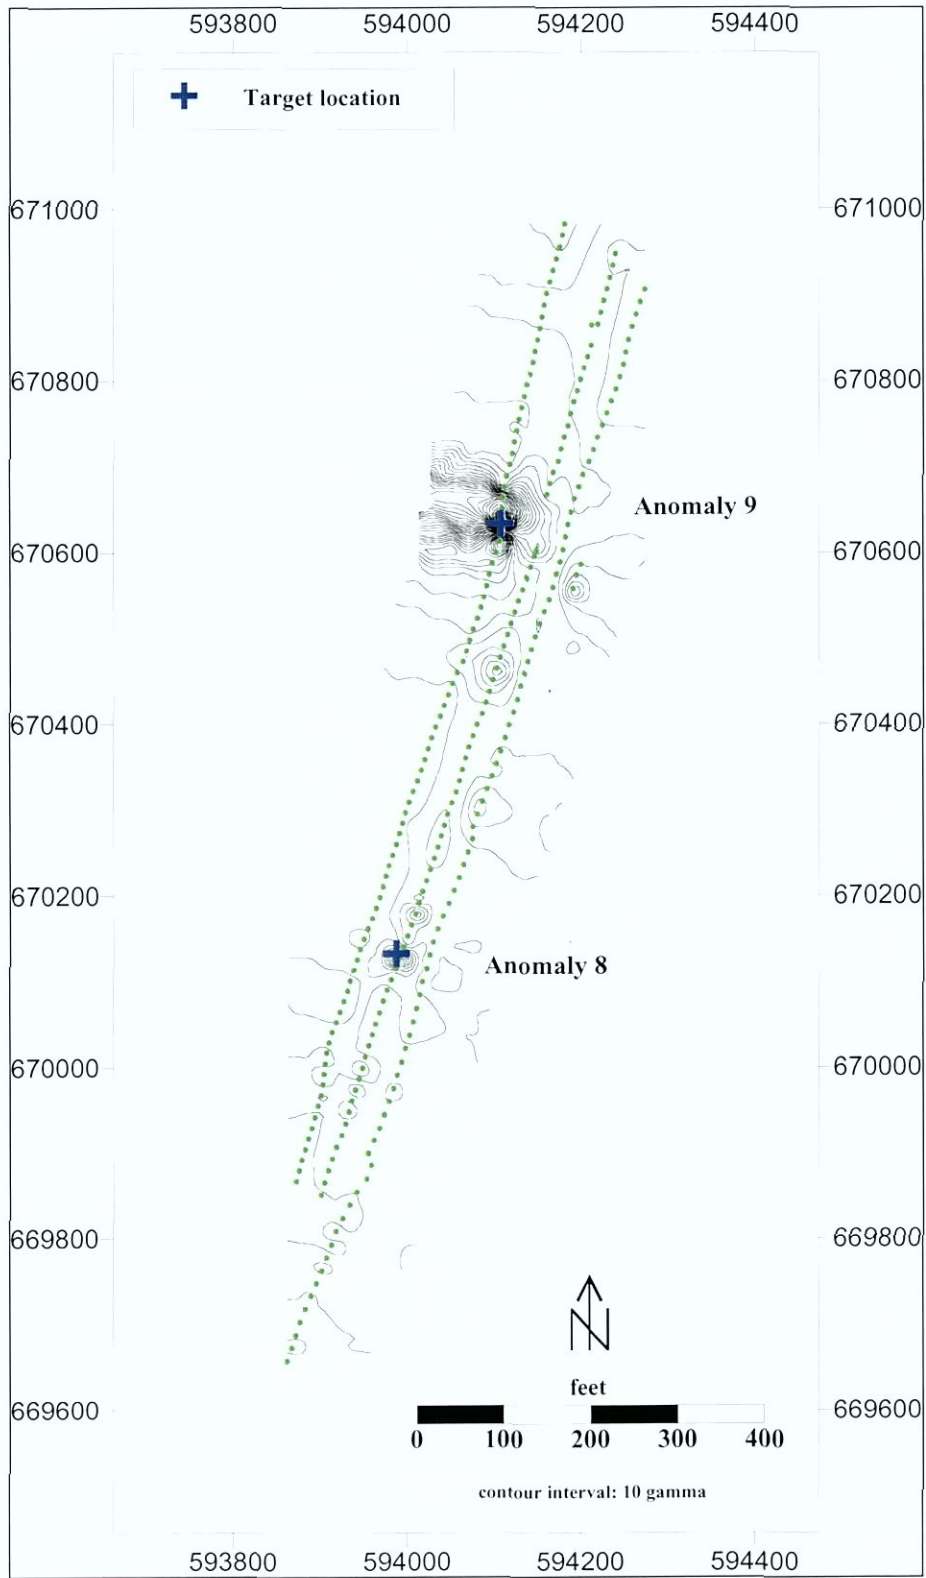 593800 594000 594200 594400
Target location
671000 671000
670800 670800
Anomaly 9
670600 670600
670400 670400
670200 670200
Anomaly 8
670000 670000
669800 669800
N
feet
669600 669600
0 100 200 300 400
contour interval: 10 gamma
593800 594000 594200 594400